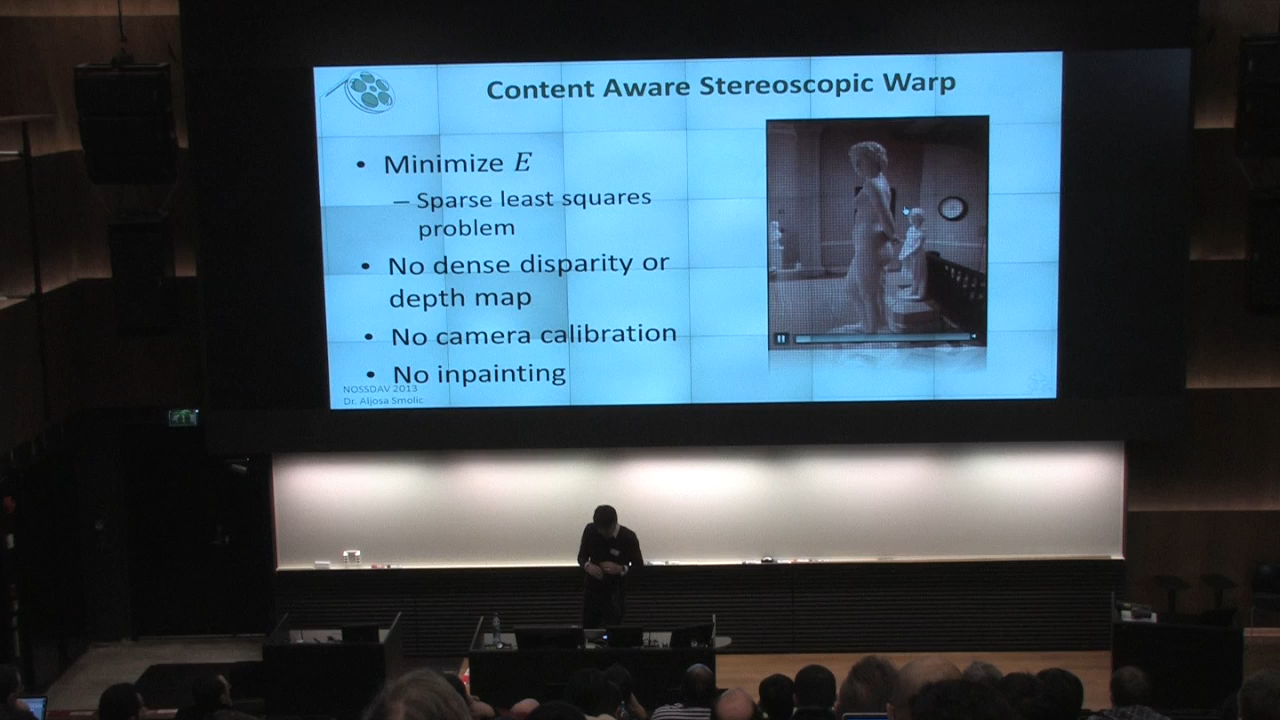 Content Aware Stereoscopic Warp
• Minimize E
– Sparse least squares
problem
• No dense disparity or
depth map
• No camera calibration
• No inpainting
NOSSDAV 2013
Dr. Aljosa Smolic